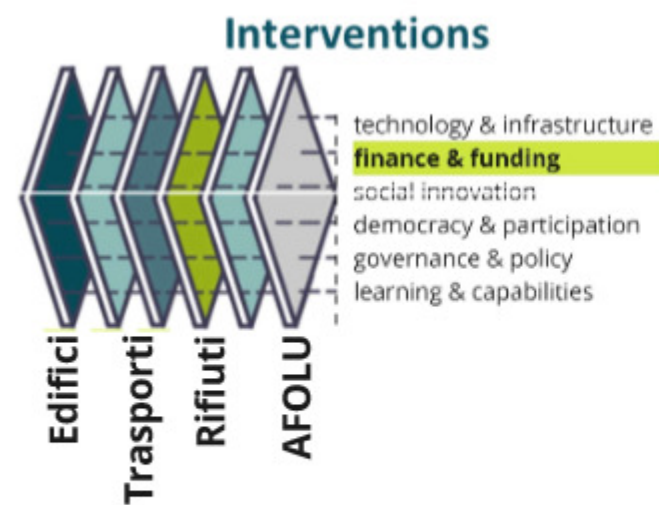 Interventions
technology & infrastructure
finance & funding
social innovation
democracy & participation
governance & policy
learning & capabilities
Edifici
Trasporti
Rifiuti
AFOLU